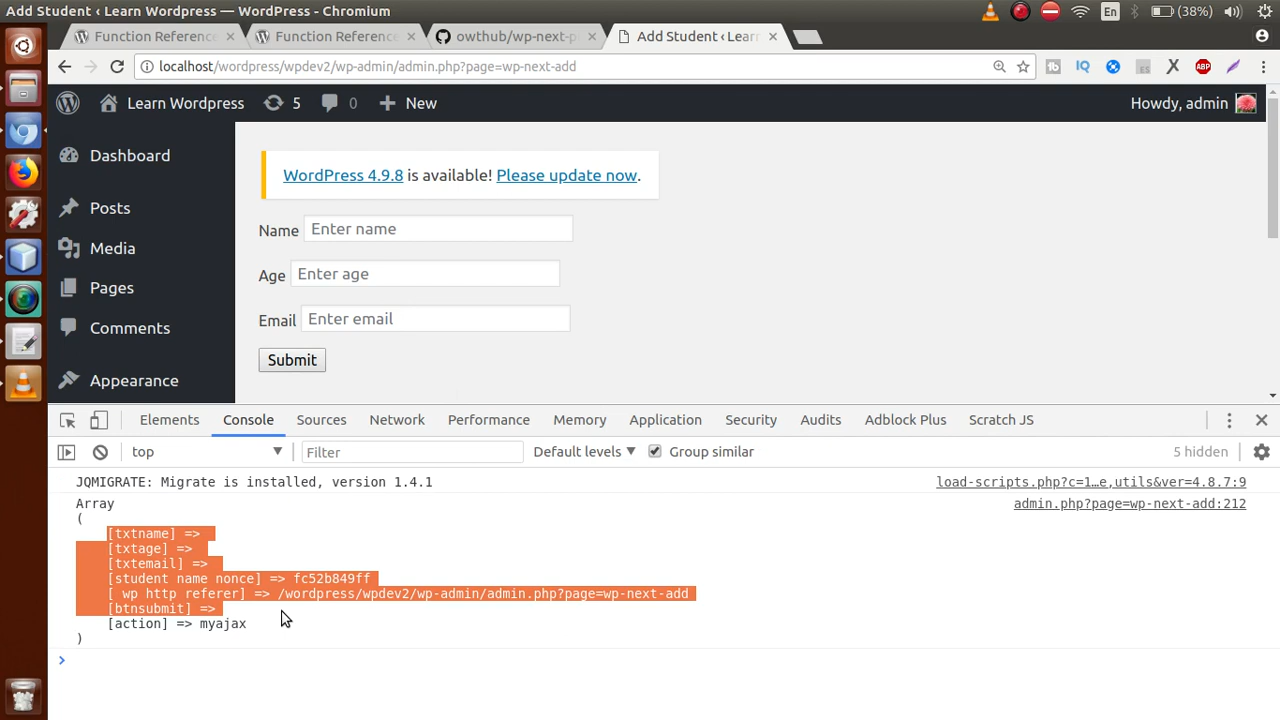 Add Student ‹ Learn Wordpress — WordPress - Chromium
En
(38%)
Function Reference
Function Reference
owthub/wp-next-p
Add Student ‹ Learn
localhost/wordpress/wpdev2/wp-admin/admin.php?page=wp-next-add
fb
IQ
X
ABP
Learn Wordpress
5
0
New
Howdy, admin
Dashboard
Posts
Media
Pages
Comments
Appearance
WordPress 4.9.8 is available! Please update now.
Name Enter name
Age Enter age
Email Enter email
Submit
Elements Console Sources Network Performance Memory Application Security Audits Adblock Plus Scratch JS
top Filter Default levels Group similar 5 hidden
JQMIGRATE: Migrate is installed, version 1.4.1 load-scripts.php?c=1…e,utils&ver=4.8.7:9
Array admin.php?page=wp-next-add:212
(
[txtname] =>
[txtage] =>
[txtemail] =>
[student name nonce] => fc52b849ff
[ wp http referer] => /wordpress/wpdev2/wp-admin/admin.php?page=wp-next-add
[btnsubmit] =>
[action] => myajax
)